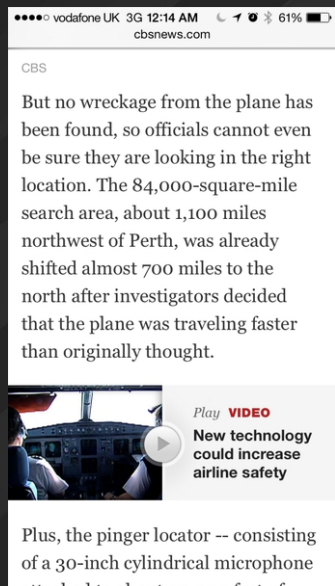 vodafone UK 3G 12:14 AM 61%
cbsnews.com
CBS
But no wreckage from the plane has
been found, so officials cannot even
be sure they are looking in the right
location. The 84,000-square-mile
search area, about 1,100 miles
northwest of Perth, was already
shifted almost 700 miles to the
north after investigators decided
that the plane was traveling faster
than originally thought.
Play VIDEO
New technology
could increase
airline safety
Plus, the pinger locator -- consisting
of a 30-inch cylindrical microphone